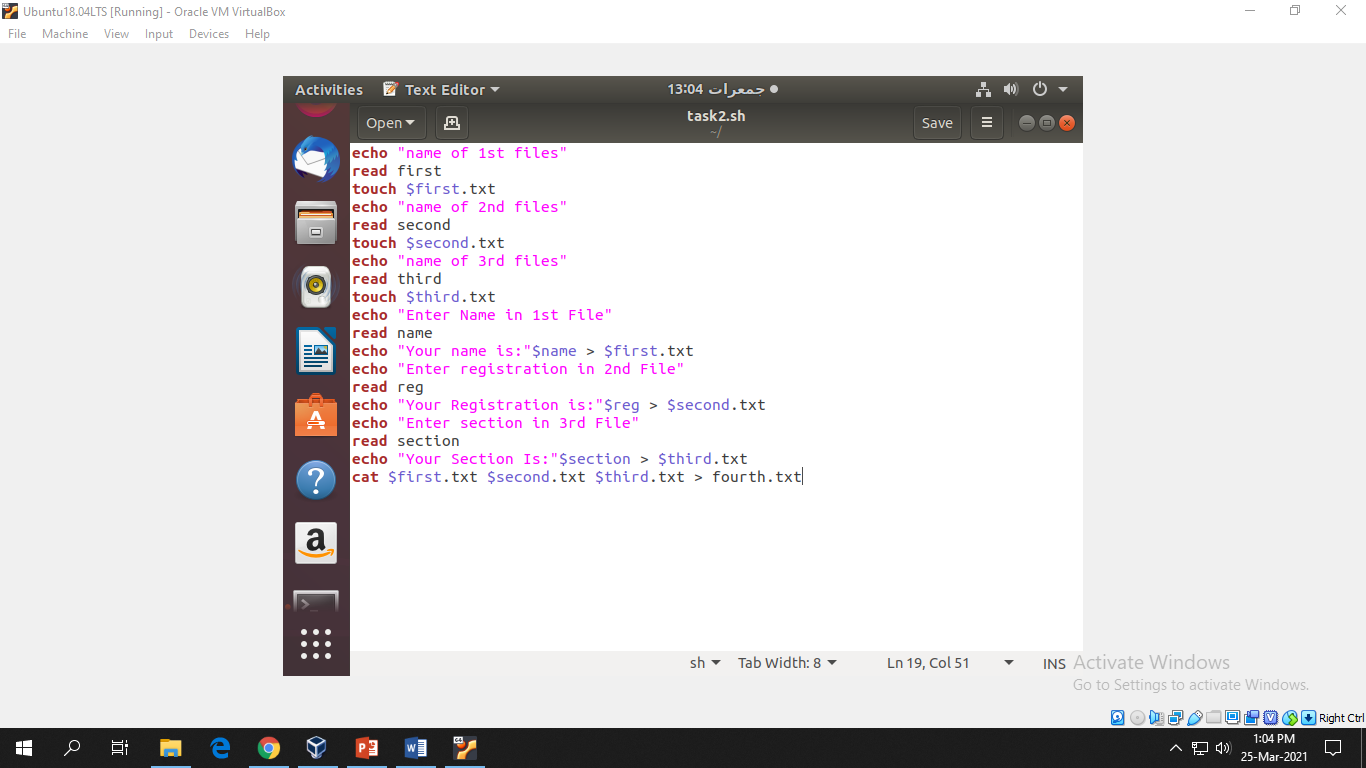 Ubuntu18.04LTS [Running] - Oracle VM VirtualBox
File Machine View Input Devices Help
Activities Text Editor جمعرات 13:04
Open task2.sh Save
~/
echo "name of 1st files"
read first
touch $first.txt
echo "name of 2nd files"
read second
touch $second.txt
echo "name of 3rd files"
read third
touch $third.txt
echo "Enter Name in 1st File"
read name
echo "Your name is:"$name > $first.txt
echo "Enter registration in 2nd File"
read reg
echo "Your Registration is:"$reg > $second.txt
echo "Enter section in 3rd File"
read section
echo "Your Section Is:"$section > $third.txt
cat $first.txt $second.txt $third.txt > fourth.txt
sh Tab Width: 8 Ln 19, Col 51 INS
Activate Windows
Go to Settings to activate Windows.
Right Ctrl
1:04 PM
25-Mar-2021